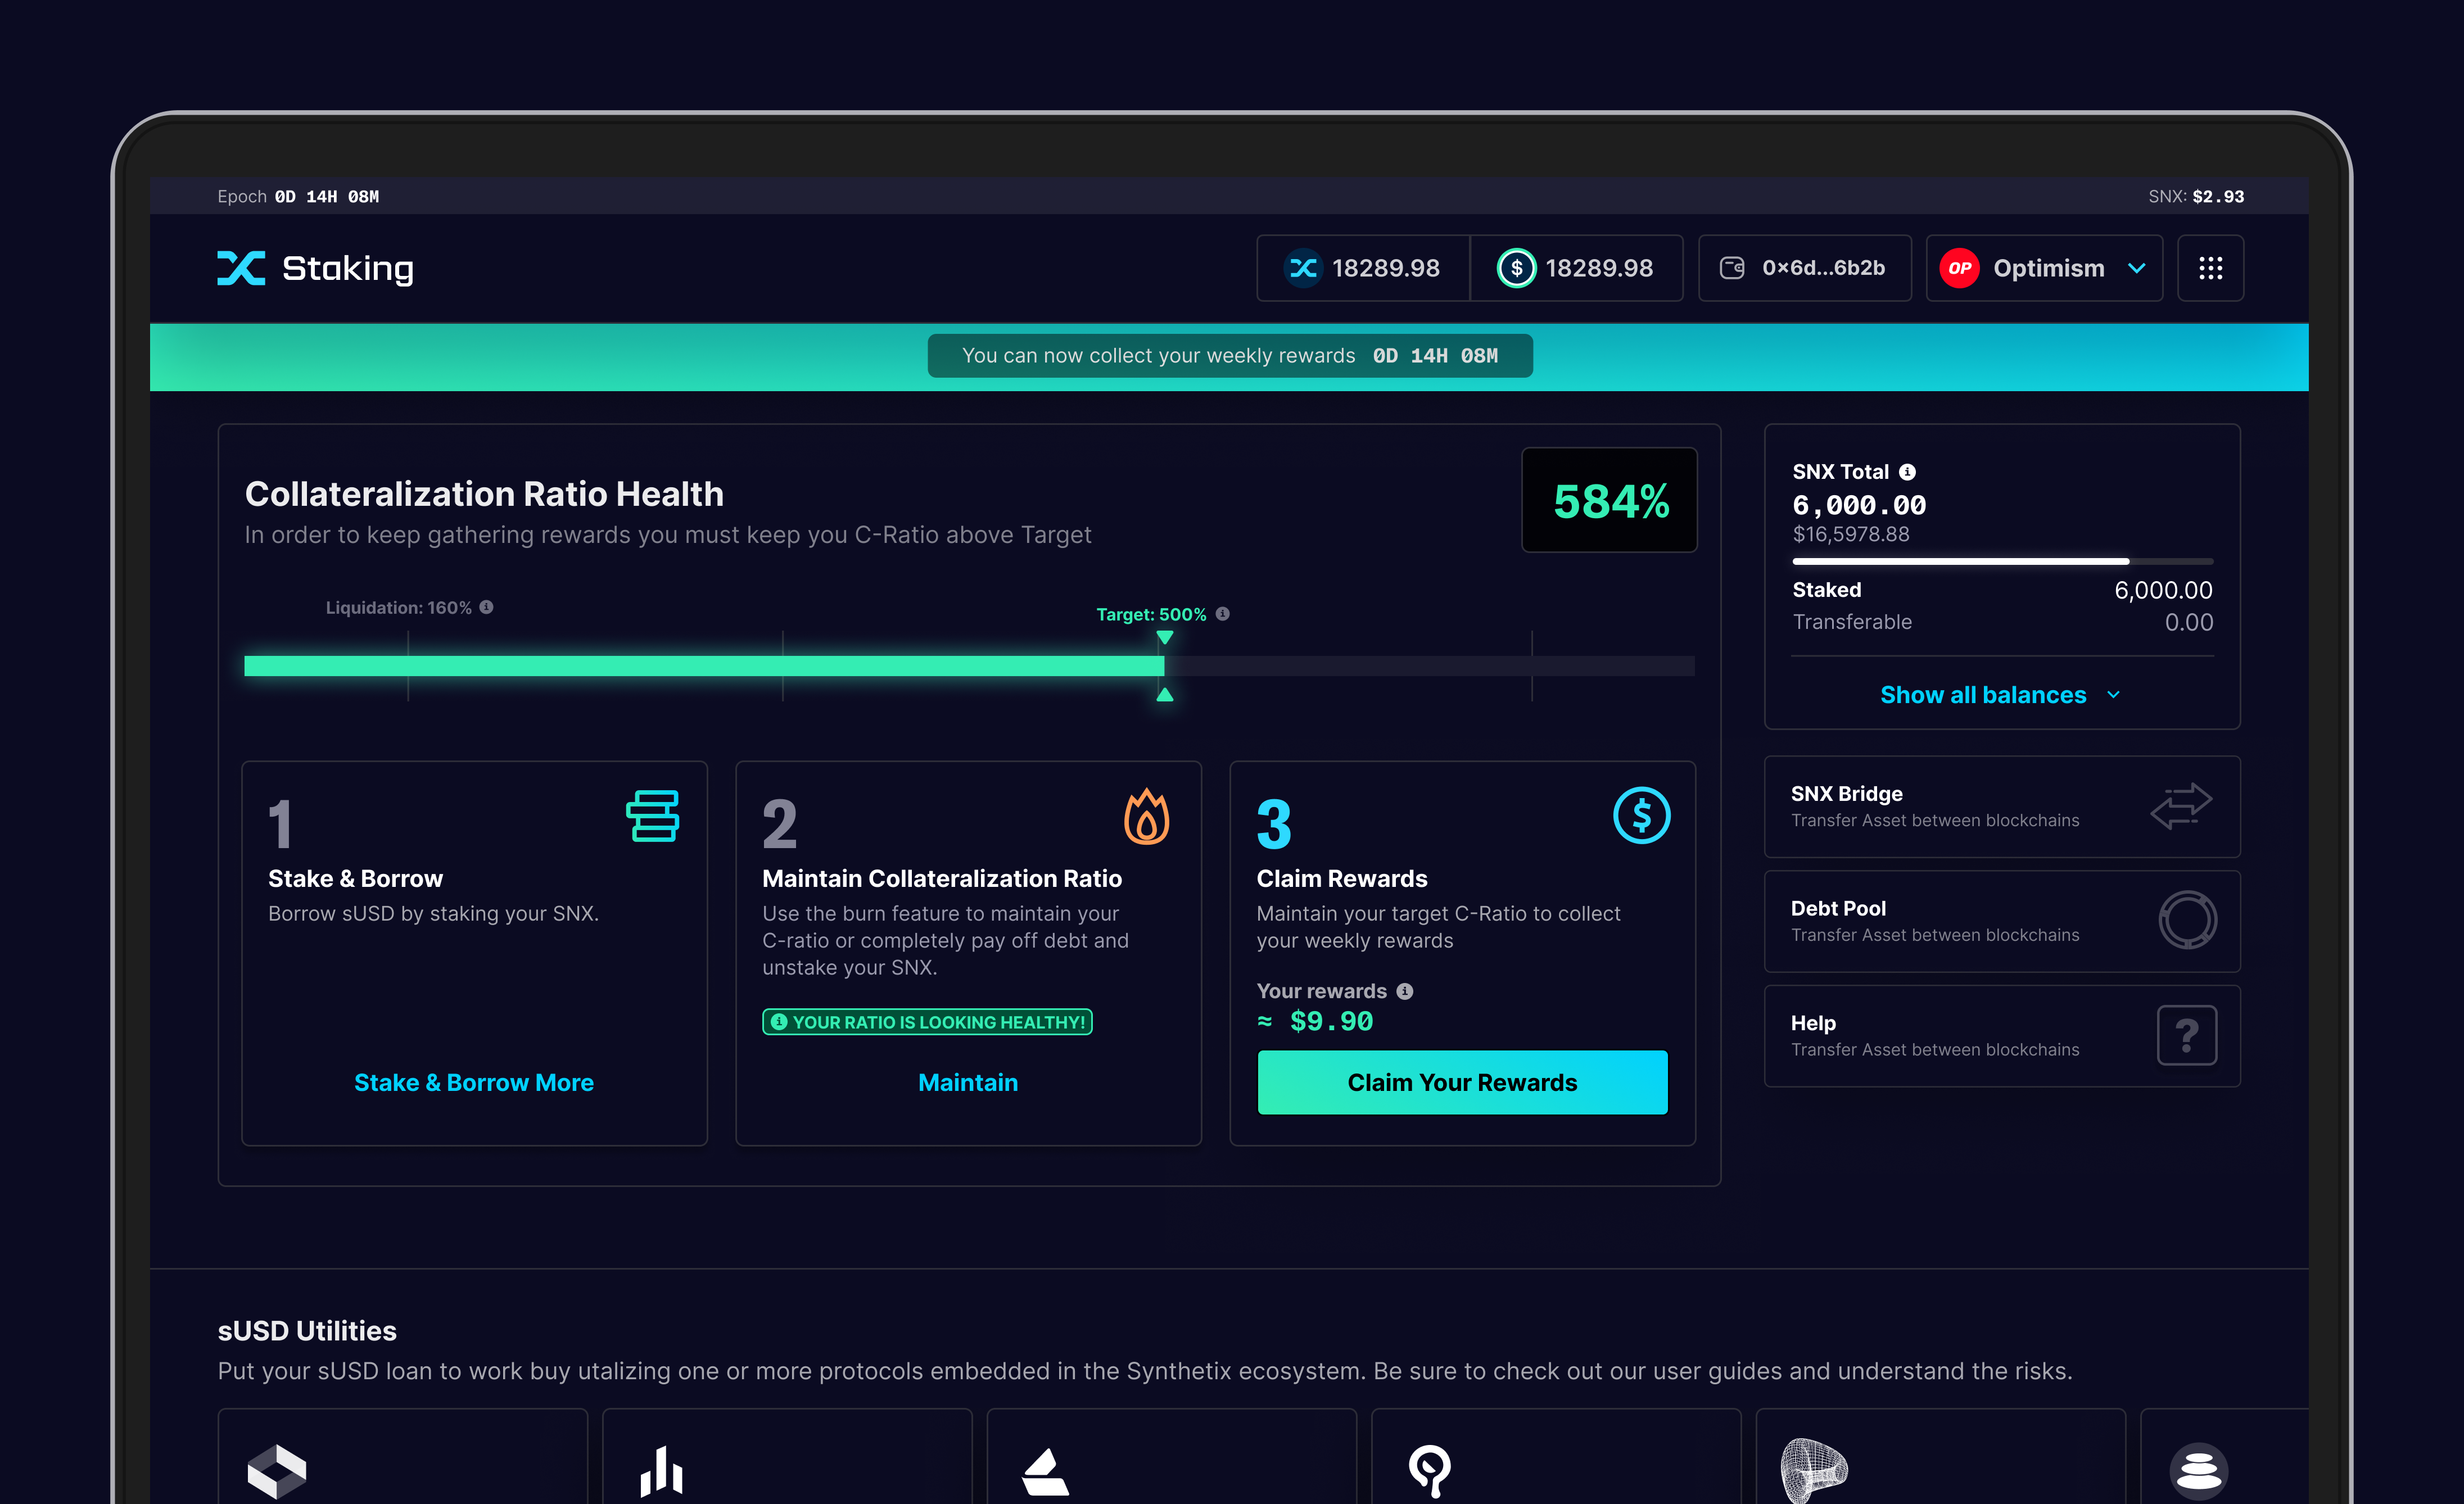 Epoch 0D 14H 08M
SNX: $2.93
Staking
18289.98
$ 18289.98
0x6d...6b2b
OP Optimism
You can now collect your weekly rewards 0D 14H 08M
Collateralization Ratio Health
In order to keep gathering rewards you must keep you C-Ratio above Target
584%
Liquidation: 160%
Target: 500%
1
Stake & Borrow
Borrow sUSD by staking your SNX.
Stake & Borrow More
2
Maintain Collateralization Ratio
Use the burn feature to maintain your
C-ratio or completely pay off debt and
unstake your SNX.
YOUR RATIO IS LOOKING HEALTHY!
Maintain
3
$
Claim Rewards
Maintain your target C-Ratio to collect
your weekly rewards
Your rewards
≈ $9.90
Claim Your Rewards
SNX Total
6,000.00
$16,5978.88
Staked 6,000.00
Transferable 0.00
Show all balances
SNX Bridge
Transfer Asset between blockchains
Debt Pool
Transfer Asset between blockchains
Help
Transfer Asset between blockchains
?
sUSD Utilities
Put your sUSD loan to work buy utalizing one or more protocols embedded in the Synthetix ecosystem. Be sure to check out our user guides and understand the risks.